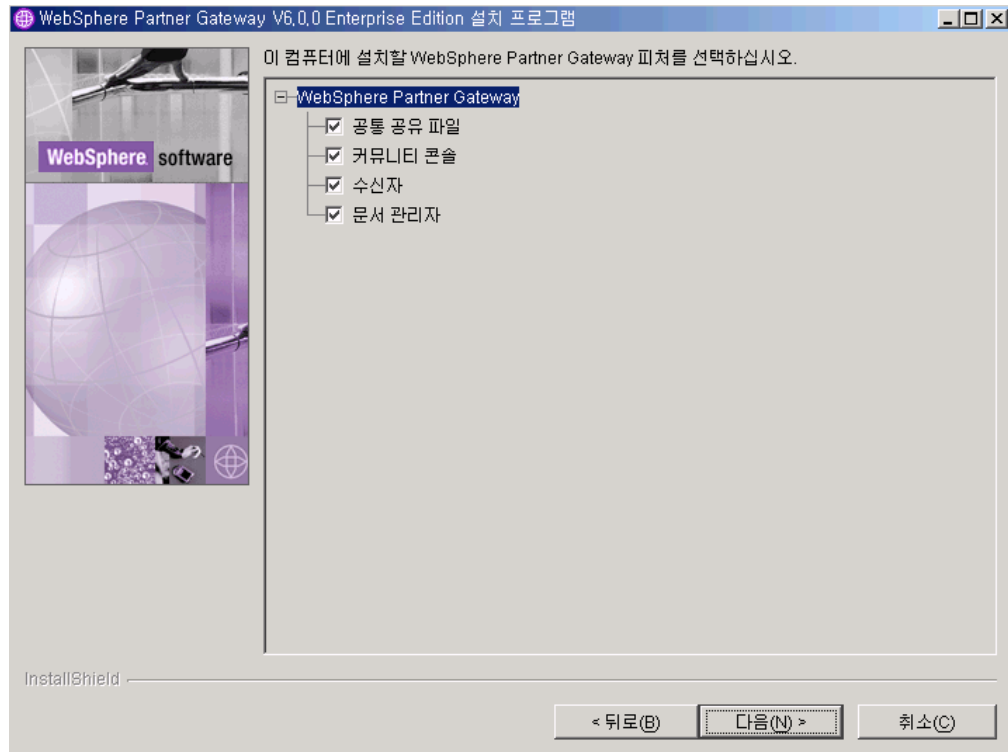 WebSphere Partner Gateway V6,0,0 Enterprise Edition 설치 프로그램
이 컴퓨터에 설치할 WebSphere Partner Gateway 피처를 선택하십시오.
WebSphere Partner Gateway
공통 공유 파일
커뮤니티 콘솔
수신자
문서 관리자
WebSphere. software
InstallShield
< 뒤로(B)
다음(N) >
취소(C)